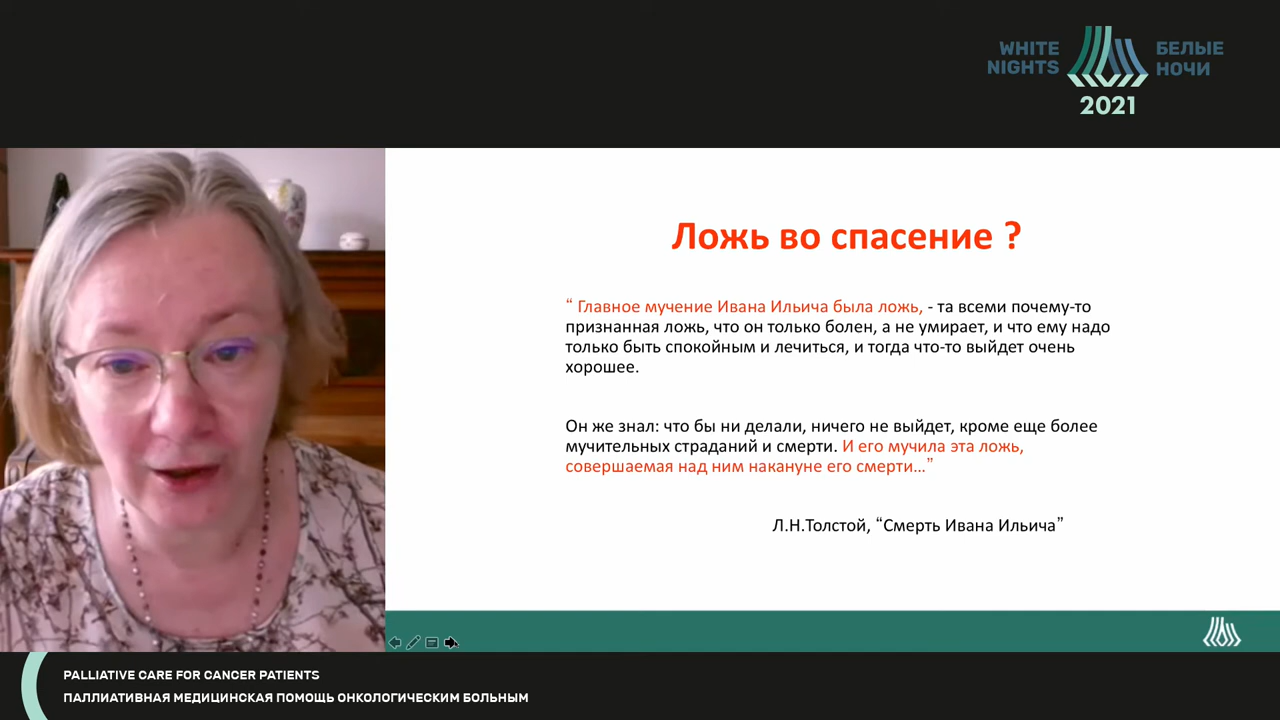 WHITE
NIGHTS
БЕЛЫЕ
НОЧИ
2021
Ложь во спасение ?
“ Главное мучение Ивана Ильича была ложь, - та всеми почему-то
признанная ложь, что он только болен, а не умирает, и что ему надо
только быть спокойным и лечиться, и тогда что-то выйдет очень
хорошее.
Он же знал: что бы ни делали, ничего не выйдет, кроме еще более
мучительных страданий и смерти. И его мучила эта ложь,
совершаемая над ним накануне его смерти…”
Л.Н.Толстой, “Смерть Ивана Ильича”
PALLIATIVE CARE FOR CANCER PATIENTS
ПАЛЛИАТИВНАЯ МЕДИЦИНСКАЯ ПОМОЩЬ ОНКОЛОГИЧЕСКИМ БОЛЬНЫМ